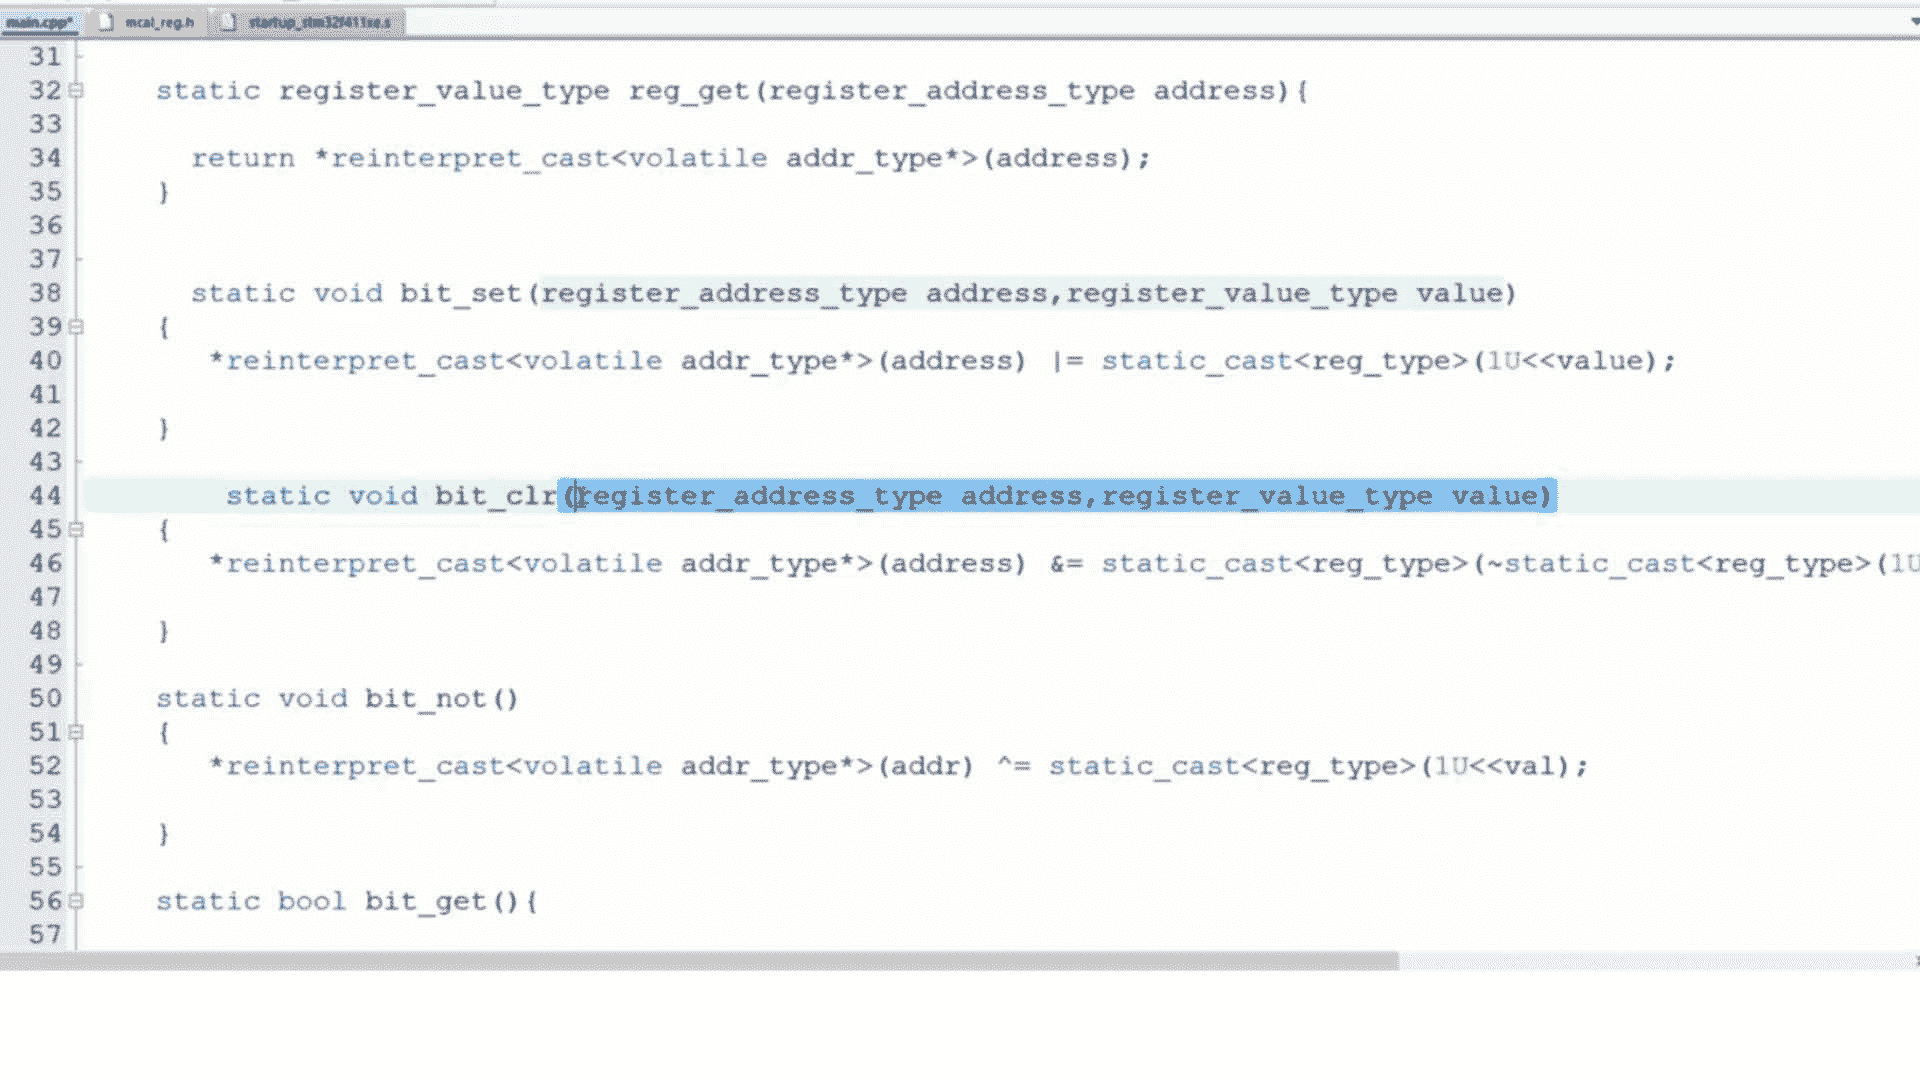 main.cpp* mcal_reg.h startup_stm32f411xe.s
31
32 static register_value_type reg_get(register_address_type address){
33
34 return *reinterpret_cast<volatile addr_type*>(address);
35 }
36
37
38 static void bit_set(register_address_type address,register_value_type value)
39 {
40 *reinterpret_cast<volatile addr_type*>(address) |= static_cast<reg_type>(1U<<value);
41
42 }
43
44 static void bit_clr(register_address_type address,register_value_type value)
45 {
46 *reinterpret_cast<volatile addr_type*>(address) &= static_cast<reg_type>(~static_cast<reg_type>(1U
47
48 }
49
50 static void bit_not()
51 {
52 *reinterpret_cast<volatile addr_type*>(addr) ^= static_cast<reg_type>(1U<<val);
53
54 }
55
56 static bool bit_get(){
57